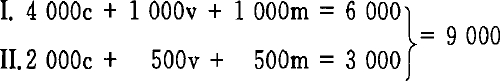 I. 4 000c + 1 000v + 1 000m = 6 000
II. 2 000c + 500v + 500m = 3 000
} = 9 000